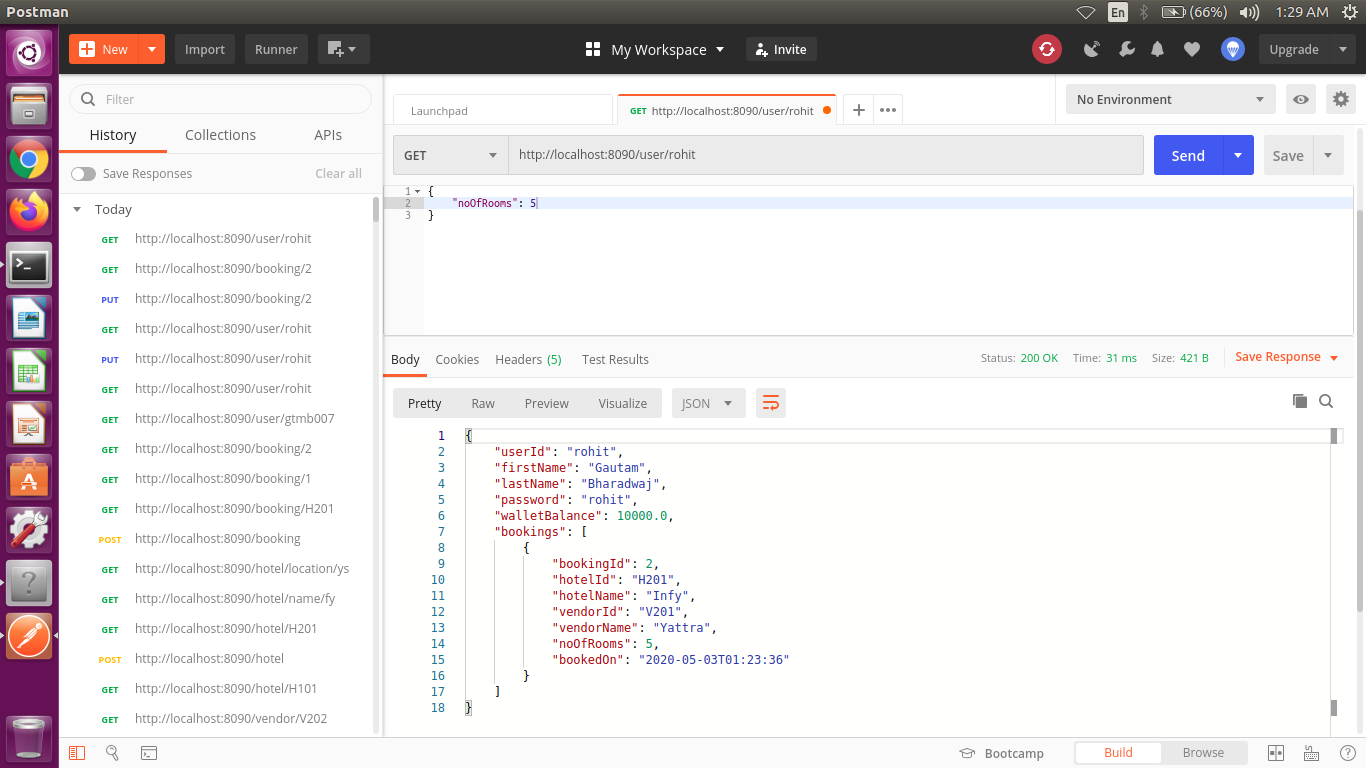 Postman
En
(66%)
1:29 AM
New
Import
Runner
My Workspace
Invite
Upgrade
Filter
History Collections APIs
Save Responses Clear all
Today
GET http://localhost:8090/user/rohit
GET http://localhost:8090/booking/2
PUT http://localhost:8090/booking/2
GET http://localhost:8090/user/rohit
PUT http://localhost:8090/user/rohit
GET http://localhost:8090/user/rohit
GET http://localhost:8090/user/gtmb007
GET http://localhost:8090/booking/2
GET http://localhost:8090/booking/1
GET http://localhost:8090/booking/H201
POST http://localhost:8090/booking
GET http://localhost:8090/hotel/location/ys
GET http://localhost:8090/hotel/name/fy
GET http://localhost:8090/hotel/H201
POST http://localhost:8090/hotel
GET http://localhost:8090/hotel/H101
GET http://localhost:8090/vendor/V202
Launchpad
GET http://localhost:8090/user/rohit
No Environment
GET http://localhost:8090/user/rohit
Send
Save
1 {
2 "noOfRooms": 5
3 }
Body Cookies Headers (5) Test Results
Status: 200 OK Time: 31 ms Size: 421 B
Save Response
Pretty Raw Preview Visualize JSON
1 {
2 "userId": "rohit",
3 "firstName": "Gautam",
4 "lastName": "Bharadwaj",
5 "password": "rohit",
6 "walletBalance": 10000.0,
7 "bookings": [
8 {
9 "bookingId": 2,
10 "hotelId": "H201",
11 "hotelName": "Infy",
12 "vendorId": "V201",
13 "vendorName": "Yattra",
14 "noOfRooms": 5,
15 "bookedOn": "2020-05-03T01:23:36"
16 }
17 ]
18 }
Bootcamp
Build Browse